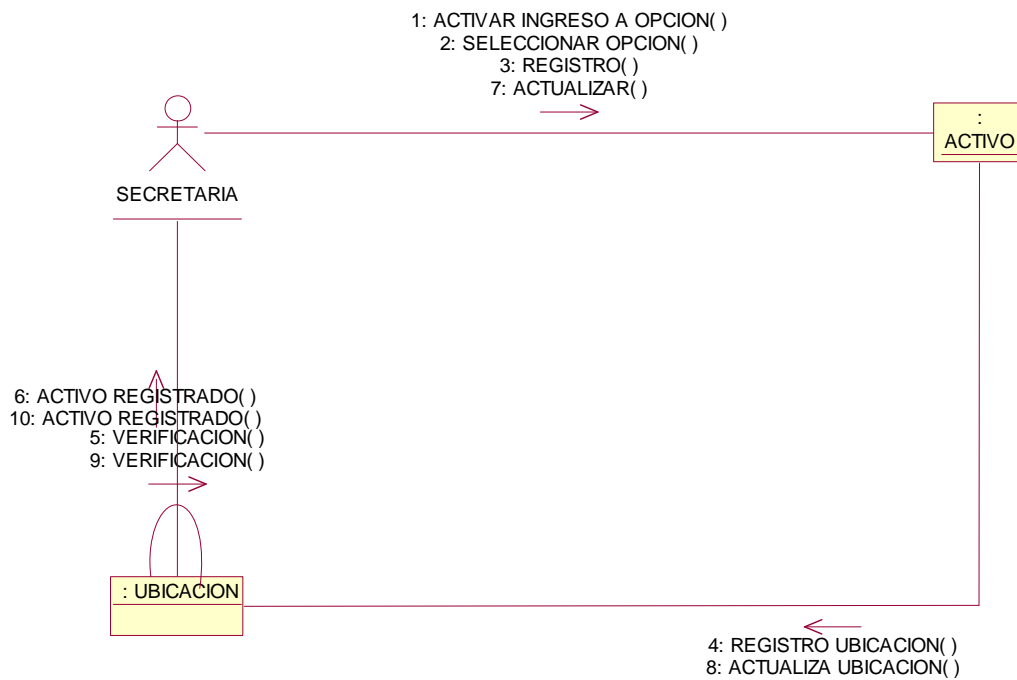 1: ACTIVAR INGRESO A OPCION( )
2: SELECCIONAR OPCION( )
3: REGISTRO( )
7: ACTUALIZAR( )
:
ACTIVO
SECRETARIA
6: ACTIVO REGISTRADO( )
10: ACTIVO REGISTRADO( )
5: VERIFICACION( )
9: VERIFICACION( )
: UBICACION
4: REGISTRO UBICACION( )
8: ACTUALIZA UBICACION( )